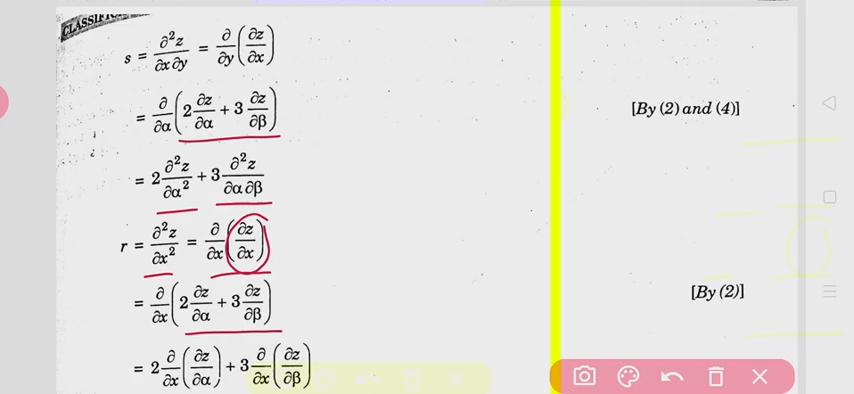 s = ∂²z/∂x∂y = ∂/∂y(∂z/∂x)
= ∂/∂α(2 ∂z/∂α + 3 ∂z/∂β) [By (2) and (4)]
= 2 ∂²z/∂α² + 3 ∂²z/∂α∂β
r = ∂²z/∂x² = ∂/∂x(∂z/∂x)
= ∂/∂x(2 ∂z/∂α + 3 ∂z/∂β) [By (2)]
= 2 ∂/∂x(∂z/∂α) + 3 ∂/∂x(∂z/∂β)